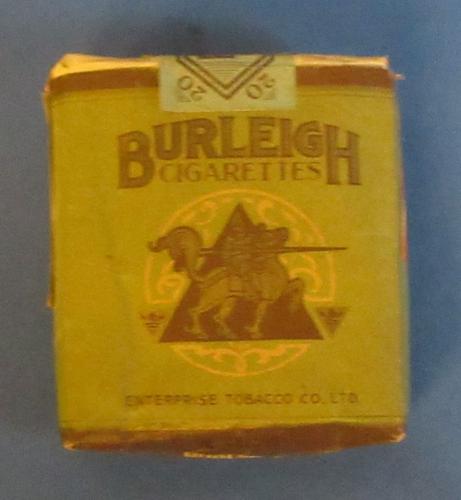 20 20
BURLEIGH
CIGARETTES
ENTERPRISE TOBACCO CO. LTD.